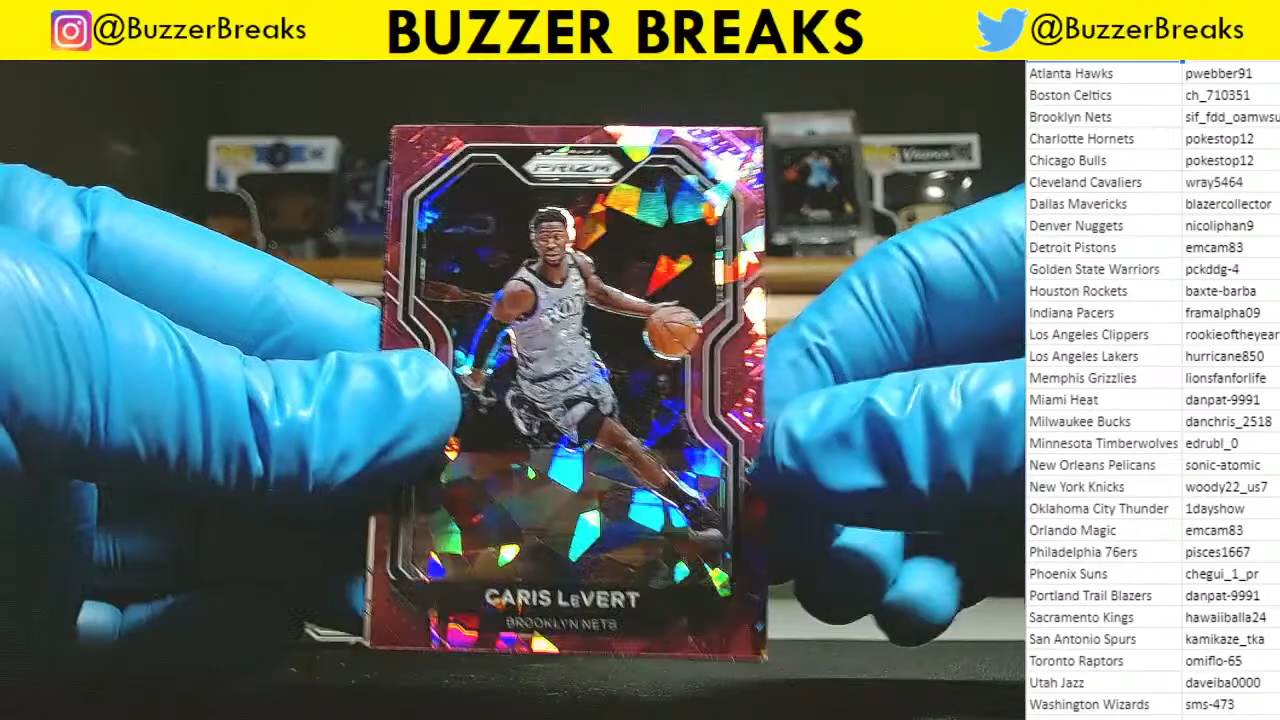 @BuzzerBreaks
BUZZER BREAKS
@BuzzerBreaks
Atlanta Hawks pwebber91
Boston Celtics ch_710351
Brooklyn Nets sif_fdd_oamwsu
Charlotte Hornets pokestop12
Chicago Bulls pokestop12
Cleveland Cavaliers wray5464
Dallas Mavericks blazercollector
Denver Nuggets nicoliphan9
Detroit Pistons emcam83
Golden State Warriors pckddg-4
Houston Rockets baxte-barba
Indiana Pacers framalpha09
Los Angeles Clippers rookieoftheyear
Los Angeles Lakers hurricane850
Memphis Grizzlies lionsfanforlife
Miami Heat danpat-9991
Milwaukee Bucks danchris_2518
Minnesota Timberwolves edrubl_0
New Orleans Pelicans sonic-atomic
New York Knicks woody22_us7
Oklahoma City Thunder 1dayshow
Orlando Magic emcam83
Philadelphia 76ers pisces1667
Phoenix Suns chegui_1_pr
Portland Trail Blazers danpat-9991
Sacramento Kings hawaiiballa24
San Antonio Spurs kamikaze_tka
Toronto Raptors omiflo-65
Utah Jazz daveiba0000
Washington Wizards sms-473
PRIZM
CARIS LeVERT
BROOKLYN NETS